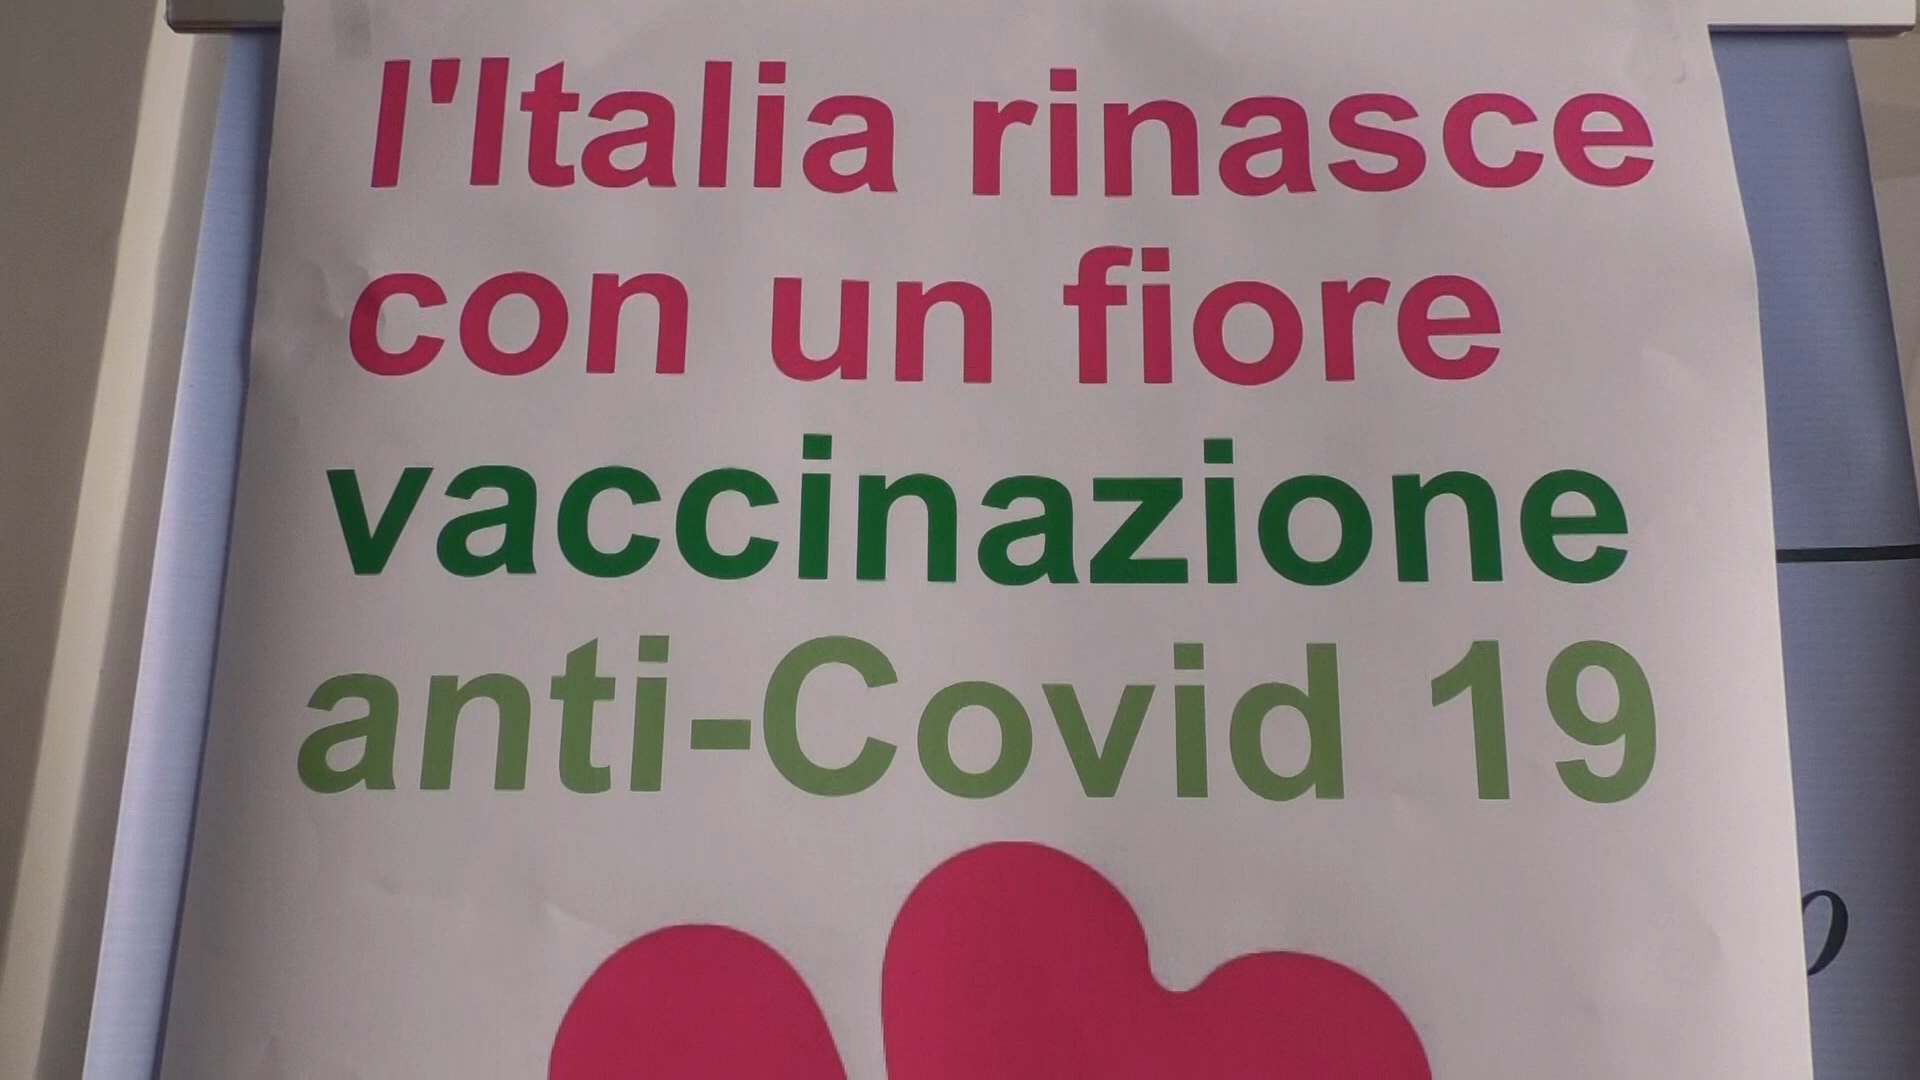 l'Italia rinasce
con un fiore
vaccinazione
anti-Covid 19
o